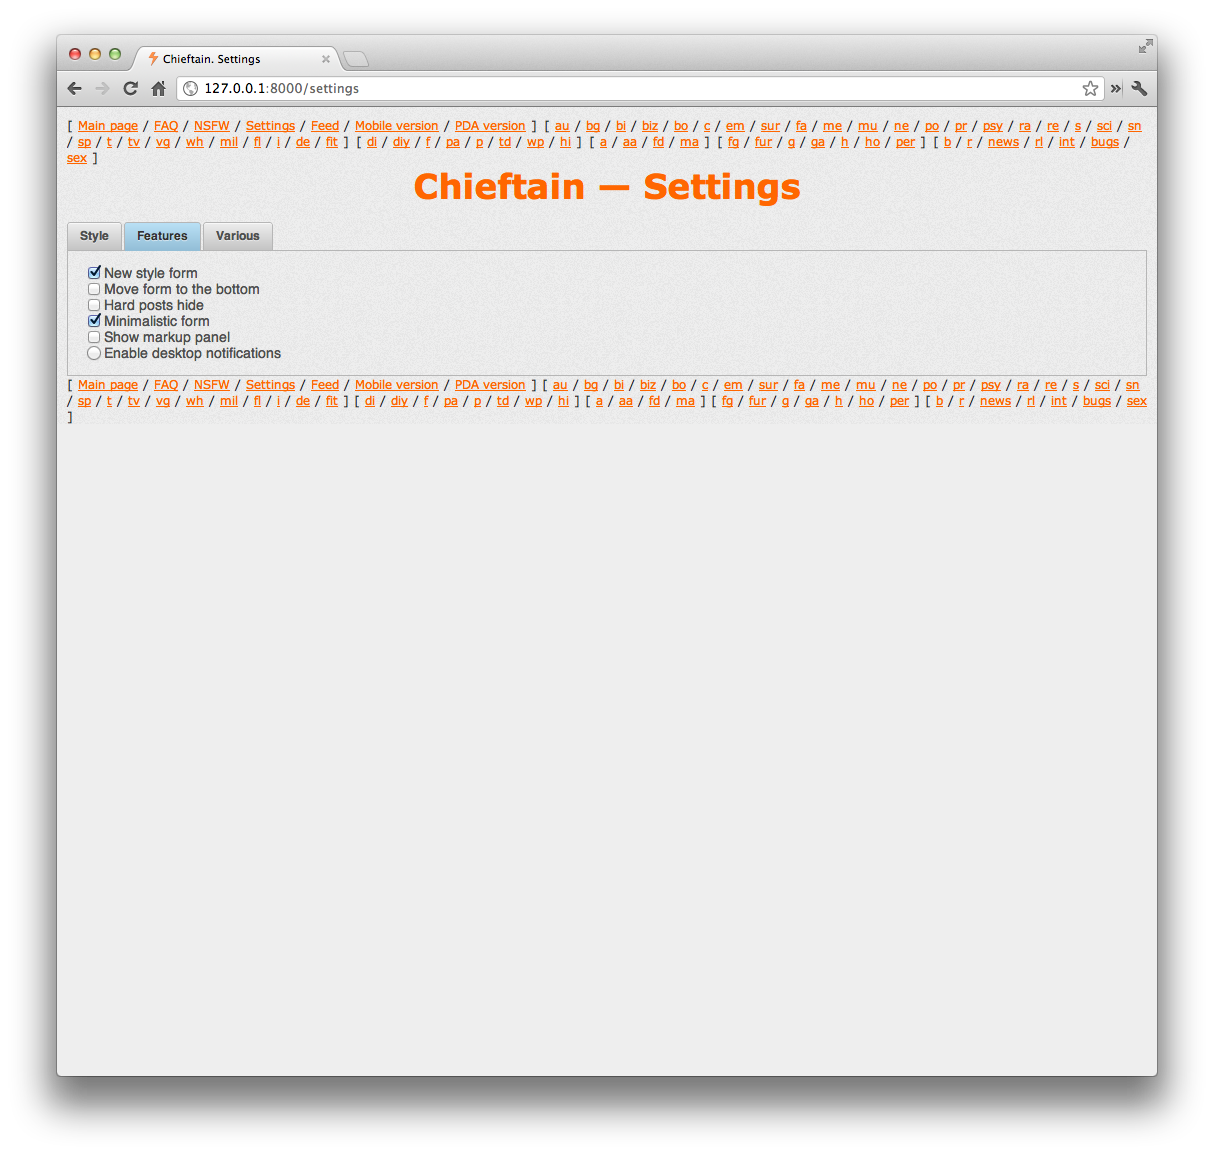 Chieftain. Settings
127.0.0.1:8000/settings
[ Main page / FAQ / NSFW / Settings / Feed / Mobile version / PDA version ] [ au / bg / bi / biz / bo / c / em / sur / fa / me / mu / ne / po / pr / psy / ra / re / s / sci / sn
/ sp / t / tv / vg / wh / mil / fl / i / de / fit ] [ di / diy / f / pa / p / td / wp / hi ] [ a / aa / fd / ma ] [ fg / fur / g / ga / h / ho / per ] [ b / r / news / rl / int / bugs /
sex ]
Chieftain — Settings
Style Features Various
New style form
Move form to the bottom
Hard posts hide
Minimalistic form
Show markup panel
Enable desktop notifications
[ Main page / FAQ / NSFW / Settings / Feed / Mobile version / PDA version ] [ au / bg / bi / biz / bo / c / em / sur / fa / me / mu / ne / po / pr / psy / ra / re / s / sci / sn
/ sp / t / tv / vg / wh / mil / fl / i / de / fit ] [ di / diy / f / pa / p / td / wp / hi ] [ a / aa / fd / ma ] [ fg / fur / g / ga / h / ho / per ] [ b / r / news / rl / int / bugs / sex
]